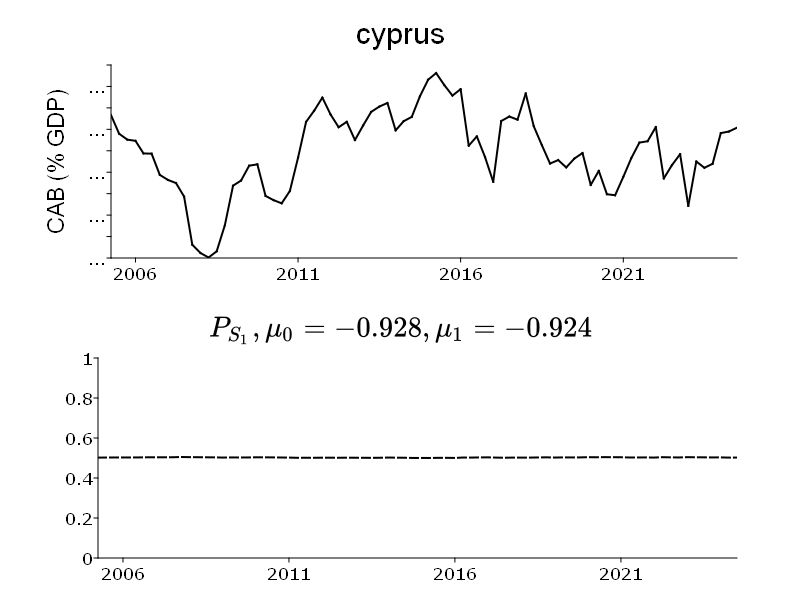 cyprus
CAB (% GDP)
...
...
...
...
...
2006 2011 2016 2021
P_{S_1}, μ_0 = −0.928, μ_1 = −0.924
1
0.8
0.6
0.4
0.2
0
2006 2011 2016 2021